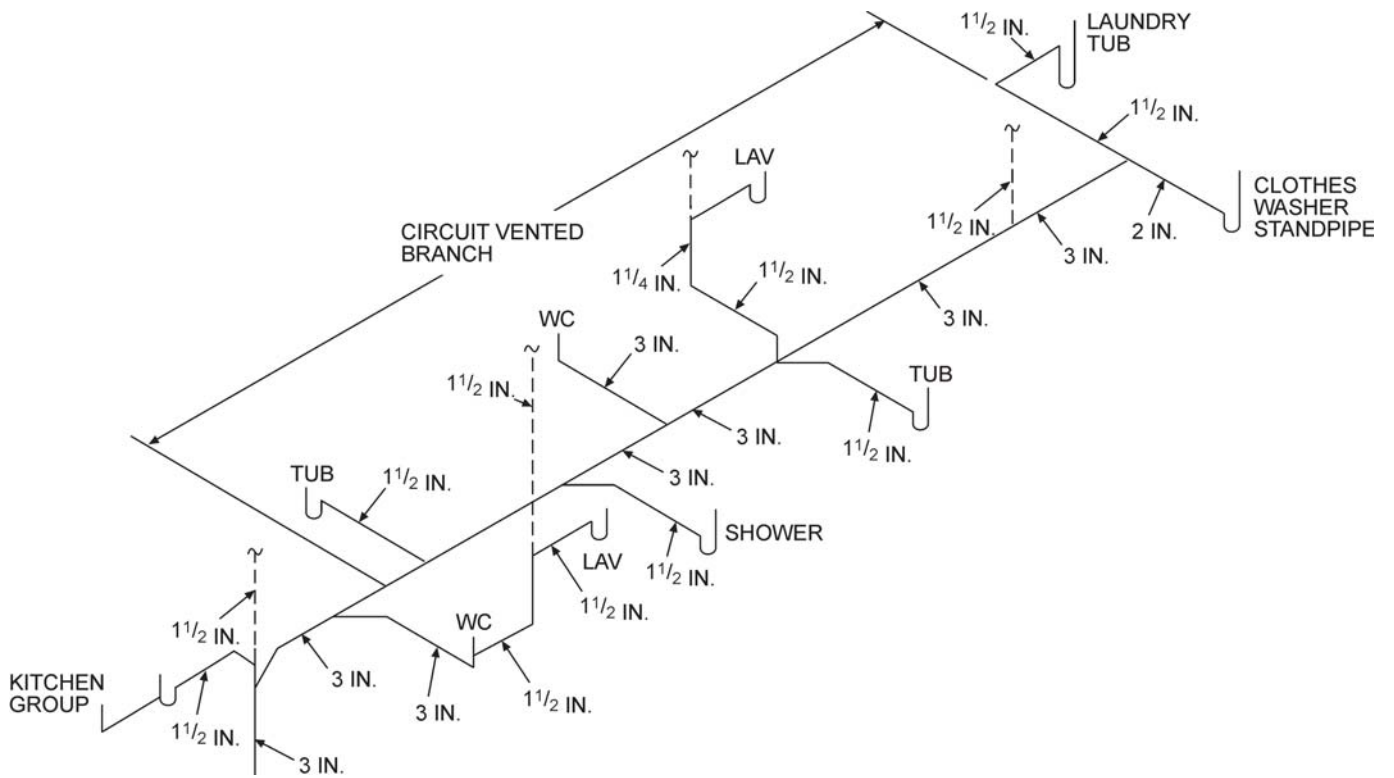 1 1/2 IN.
LAUNDRY
TUB
1 1/2 IN.
LAV
CLOTHES
WASHER
STANDPIPE
CIRCUIT VENTED
BRANCH
1 1/2 IN.
2 IN.
3 IN.
1 1/4 IN.
1 1/2 IN.
3 IN.
WC
3 IN.
1 1/2 IN.
TUB
3 IN.
1 1/2 IN.
3 IN.
TUB
1 1/2 IN.
SHOWER
LAV
1 1/2 IN.
1 1/2 IN.
WC
1 1/2 IN.
3 IN.
3 IN.
1 1/2 IN.
KITCHEN
GROUP
1 1/2 IN.
3 IN.